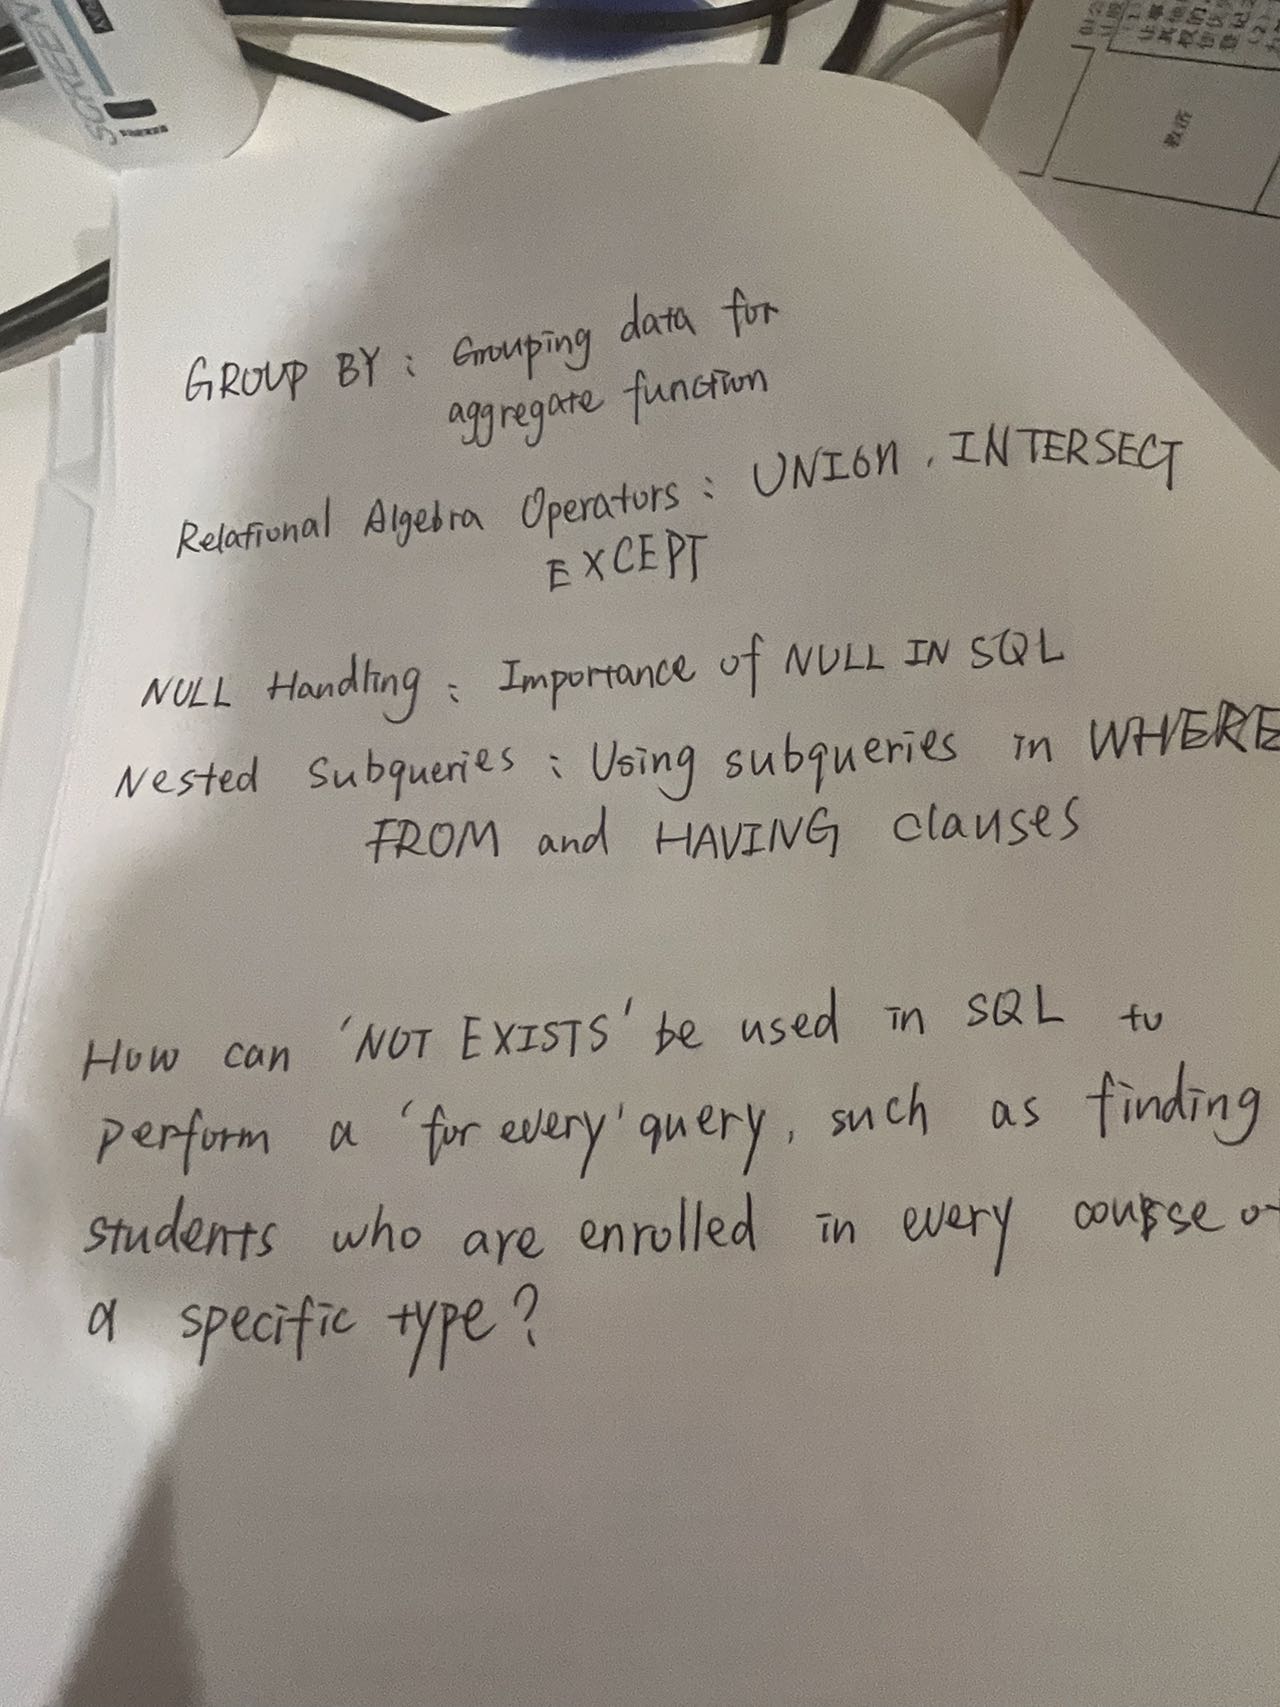 SCREEN
GROUP BY : Grouping data for
aggregate function
Relational Algebra Operators : UNION , INTERSECT
EXCEPT
NULL Handling : Importance of NULL IN SQL
Nested Subqueries : Using subqueries in WHERE
FROM and HAVING clauses
How can 'NOT EXISTS' be used in SQL to
perform a 'for every' query, such as finding
students who are enrolled in every course
a specific type?